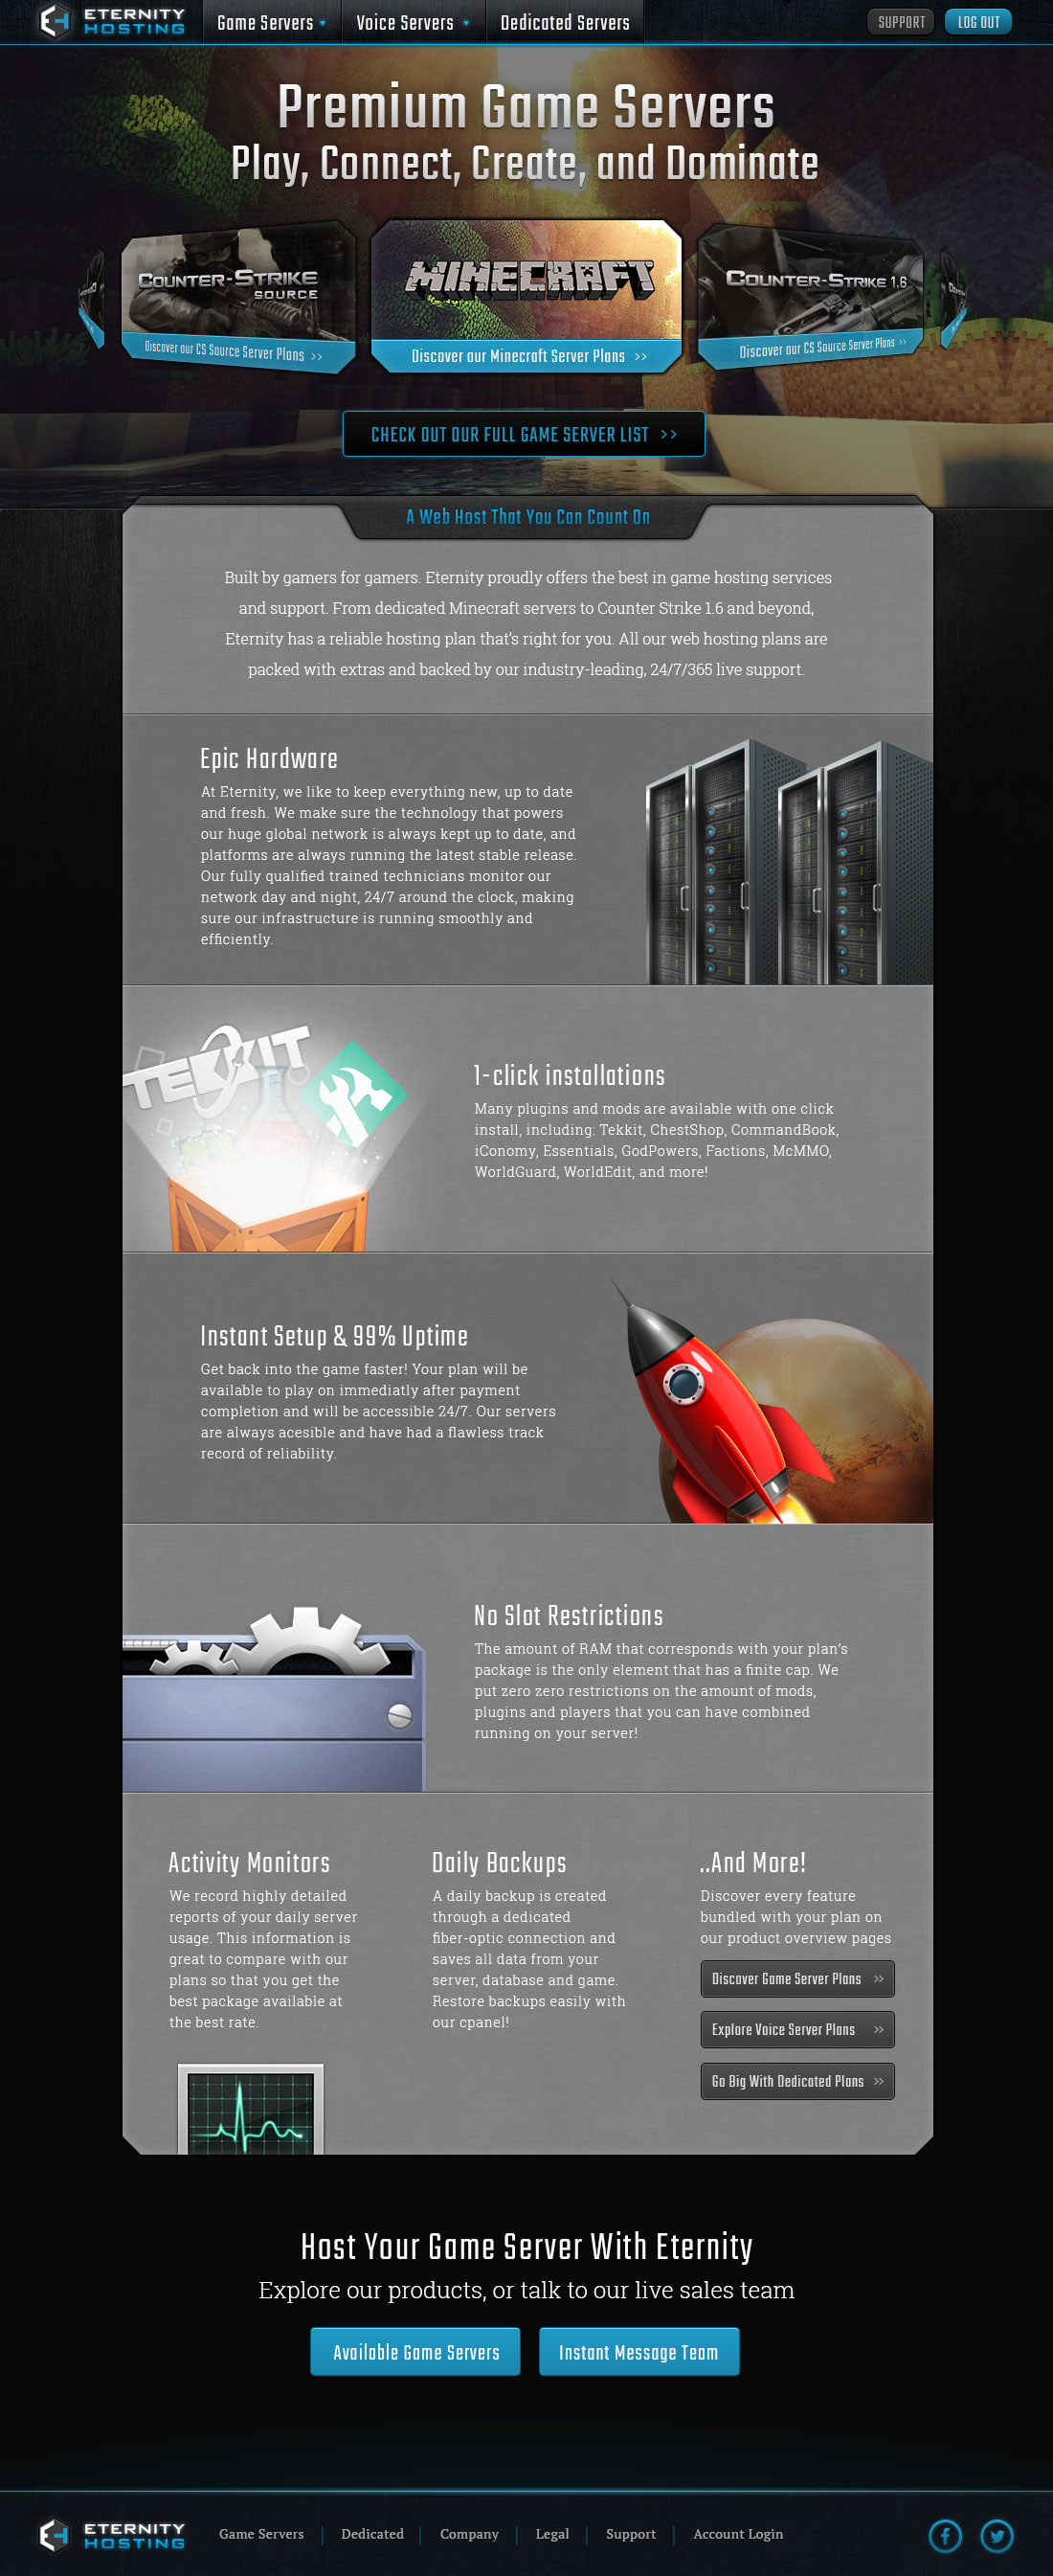 ETERNITY
HOSTING
Game Servers
Voice Servers
Dedicated Servers
SUPPORT
LOG OUT
Premium Game Servers
Play, Connect, Create, and Dominate
COUNTER-STRIKE
SOURCE
Discover our CS Source Server Plans >>
MINECRAFT
Discover our Minecraft Server Plans >>
COUNTER-STRIKE 1.6
Discover our CS Source Server Plans >>
CHECK OUT OUR FULL GAME SERVER LIST >>
A Web Host That You Can Count On
Built by gamers for gamers. Eternity proudly offers the best in game hosting services
and support. From dedicated Minecraft servers to Counter Strike 1.6 and beyond,
Eternity has a reliable hosting plan that's right for you. All our web hosting plans are
packed with extras and backed by our industry-leading, 24/7/365 live support.
Epic Hardware
At Eternity, we like to keep everything new, up to date
and fresh. We make sure the technology that powers
our huge global network is always kept up to date, and
platforms are always running the latest stable release.
Our fully qualified trained technicians monitor our
network day and night, 24/7 around the clock, making
sure our infrastructure is running smoothly and
efficiently.
TEKKIT
1-click installations
Many plugins and mods are available with one click
install, including: Tekkit, ChestShop, CommandBook,
iConomy, Essentials, GodPowers, Factions, McMMO,
WorldGuard, WorldEdit, and more!
Instant Setup & 99% Uptime
Get back into the game faster! Your plan will be
available to play on immediatly after payment
completion and will be accessible 24/7. Our servers
are always acesible and have had a flawless track
record of reliability.
No Slot Restrictions
The amount of RAM that corresponds with your plan's
package is the only element that has a finite cap. We
put zero zero restrictions on the amount of mods,
plugins and players that you can have combined
running on your server!
Activity Monitors
We record highly detailed
reports of your daily server
usage. This information is
great to compare with our
plans so that you get the
best package available at
the best rate.
Daily Backups
A daily backup is created
through a dedicated
fiber-optic connection and
saves all data from your
server, database and game.
Restore backups easily with
our cpanel!
..And More!
Discover every feature
bundled with your plan on
our product overview pages
Discover Game Server Plans >>
Explore Voice Server Plans >>
Go Big With Dedicated Plans >>
Host Your Game Server With Eternity
Explore our products, or talk to our live sales team
Available Game Servers
Instant Message Team
ETERNITY
HOSTING
Game Servers
Dedicated
Company
Legal
Support
Account Login